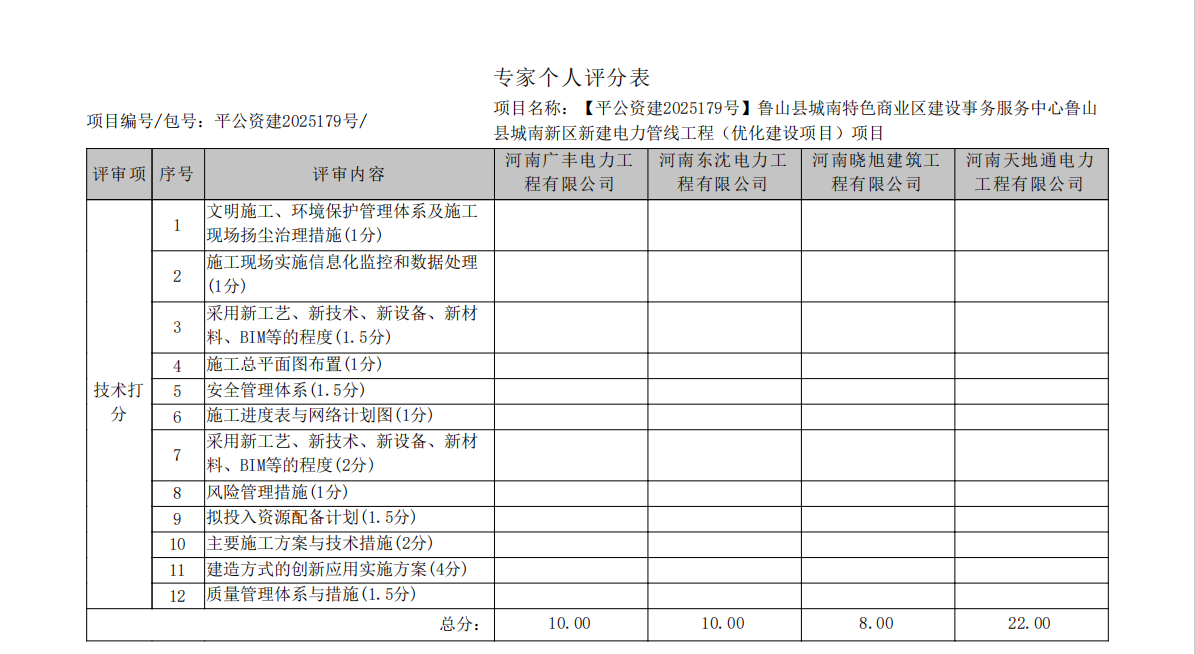 专家个人评分表
项目编号/包号：平公资建2025179号/
项目名称：【平公资建2025179号】鲁山县城南特色商业区建设事务服务中心鲁山
县城南新区新建电力管线工程（优化建设项目）项目
评审项 序号 评审内容 河南广丰电力工 河南东沈电力工 河南晓旭建筑工 河南天地通电力
程有限公司 程有限公司 程有限公司 工程有限公司
技术打
分
1 文明施工、环境保护管理体系及施工
现场扬尘治理措施(1分)
2 施工现场实施信息化监控和数据处理
(1分)
3 采用新工艺、新技术、新设备、新材
料、BIM等的程度(1.5分)
4 施工总平面图布置(1分)
5 安全管理体系(1.5分)
6 施工进度表与网络计划图(1分)
7 采用新工艺、新技术、新设备、新材
料、BIM等的程度(2分)
8 风险管理措施(1分)
9 拟投入资源配备计划(1.5分)
10 主要施工方案与技术措施(2分)
11 建造方式的创新应用实施方案(4分)
12 质量管理体系与措施(1.5分)
总分： 10.00 10.00 8.00 22.00